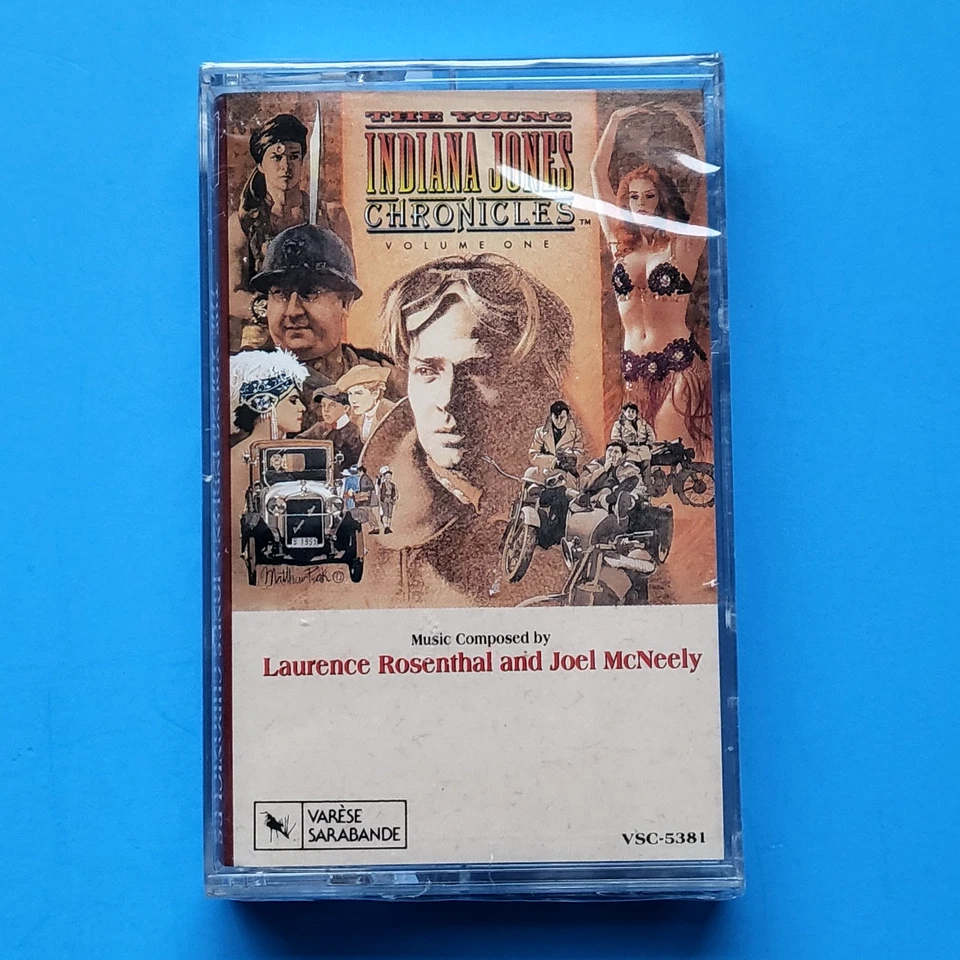 THE YOUNG
INDIANA JONES
CHRONICLES™
VOLUME ONE
Music Composed by
Laurence Rosenthal and Joel McNeely
VARÈSE
SARABANDE
VSC-5381